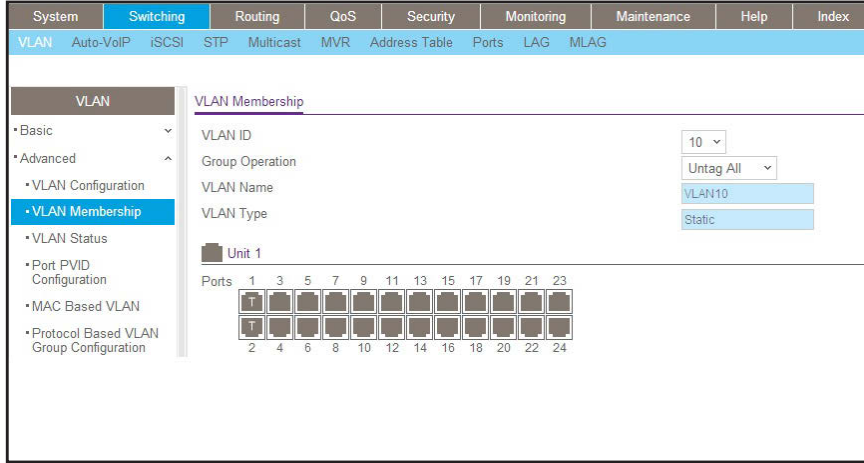 System Switching Routing QoS Security Monitoring Maintenance Help Index
VLAN Auto-VoIP iSCSI STP Multicast MVR Address Table Ports LAG MLAG
VLAN
Basic
Advanced
VLAN Configuration
VLAN Membership
VLAN Status
Port PVID
Configuration
MAC Based VLAN
Protocol Based VLAN
Group Configuration
VLAN Membership
VLAN ID 10
Group Operation Untag All
VLAN Name VLAN10
VLAN Type Static
Unit 1
Ports 1 3 5 7 9 11 13 15 17 19 21 23
T
T
2 4 6 8 10 12 14 16 18 20 22 24